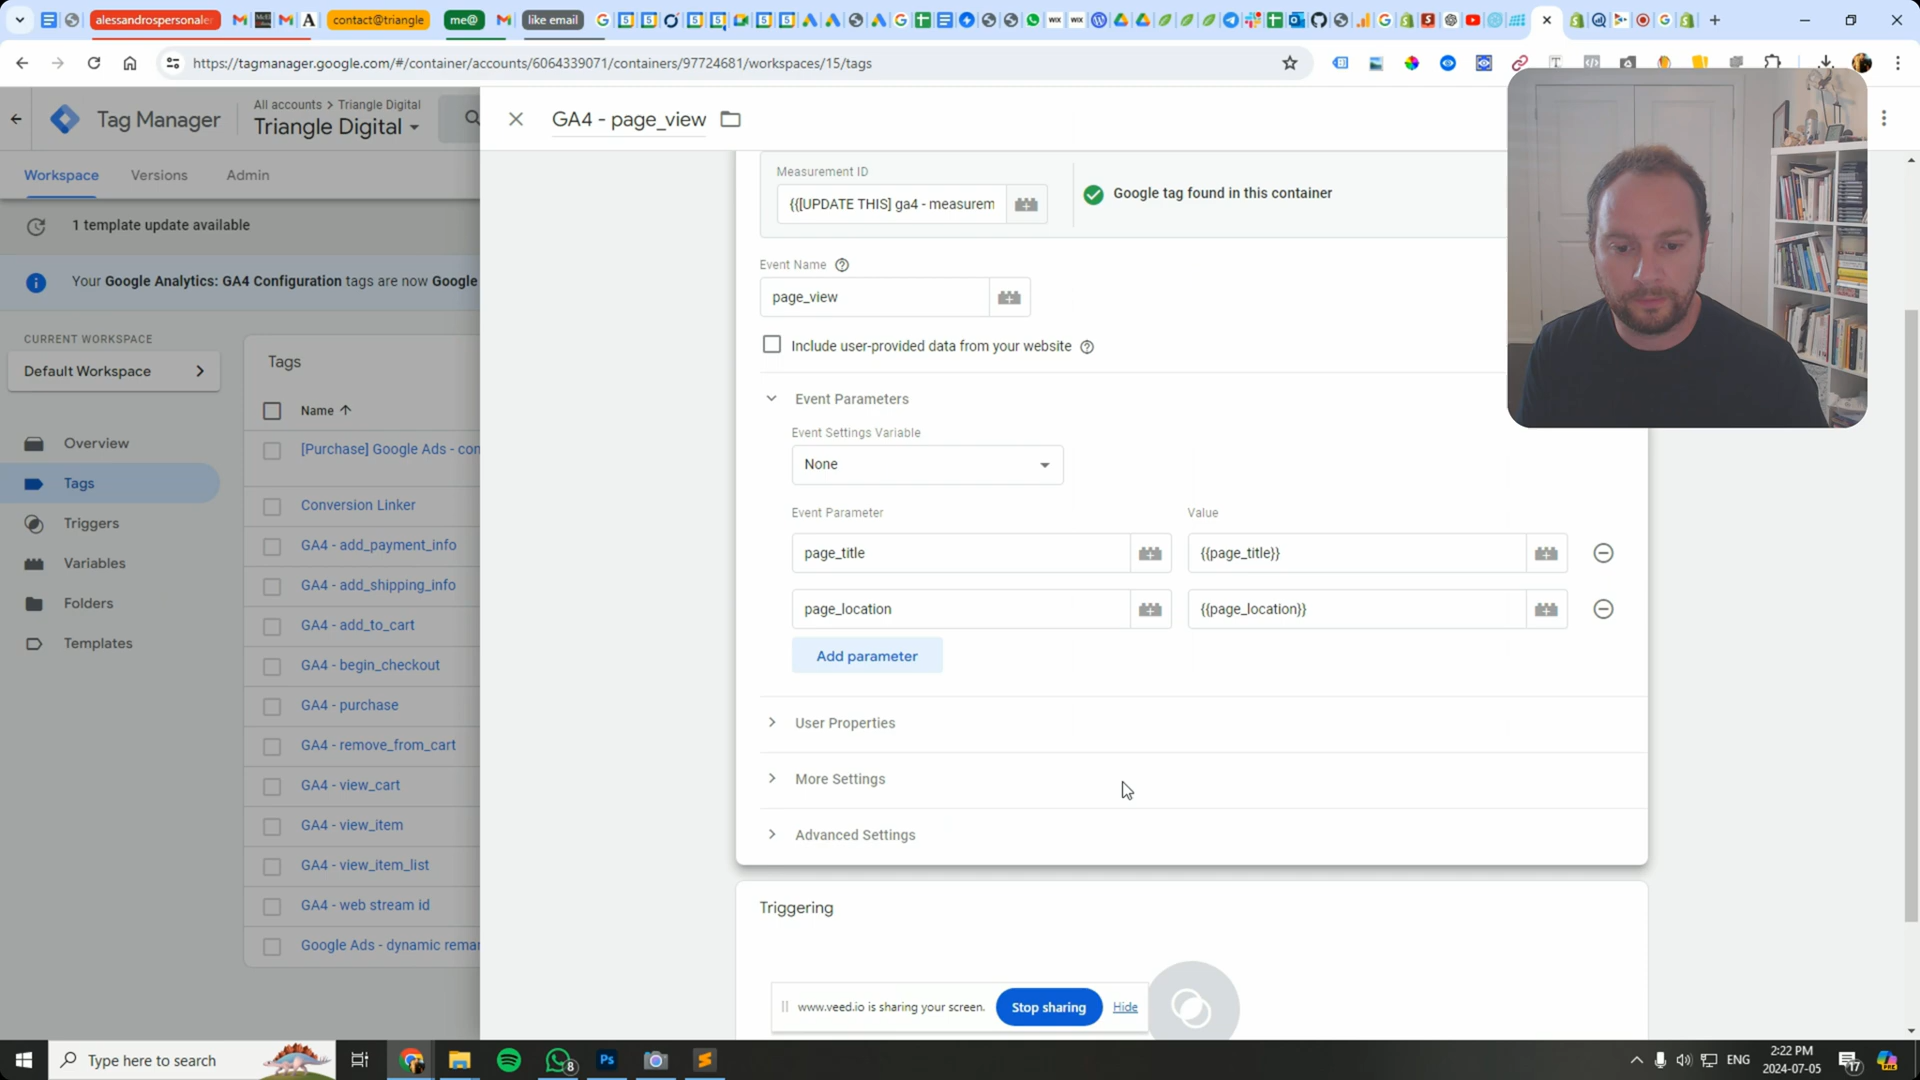 alessandrospersonale
contact@triangle
me@
like email
https://tagmanager.google.com/#/container/accounts/6064339071/containers/97724681/workspaces/15/tags
Tag Manager
All accounts > Triangle Digital
Triangle Digital
GA4 - page_view
Workspace
Versions
Admin
1 template update available
Your Google Analytics: GA4 Configuration tags are now Google
CURRENT WORKSPACE
Default Workspace
Overview
Tags
Triggers
Variables
Folders
Templates
Tags
Name
[Purchase] Google Ads - con
Conversion Linker
GA4 - add_payment_info
GA4 - add_shipping_info
GA4 - add_to_cart
GA4 - begin_checkout
GA4 - purchase
GA4 - remove_from_cart
GA4 - view_cart
GA4 - view_item
GA4 - view_item_list
GA4 - web stream id
Google Ads - dynamic remar
Measurement ID
{{[UPDATE THIS] ga4 - measurem
Google tag found in this container
Event Name
page_view
Include user-provided data from your website
Event Parameters
Event Settings Variable
None
Event Parameter Value
page_title {{page_title}}
page_location {{page_location}}
Add parameter
User Properties
More Settings
Advanced Settings
Triggering
www.veed.io is sharing your screen. Stop sharing Hide
Type here to search
8
Ps
ENG
2:22 PM
2024-07-05
17